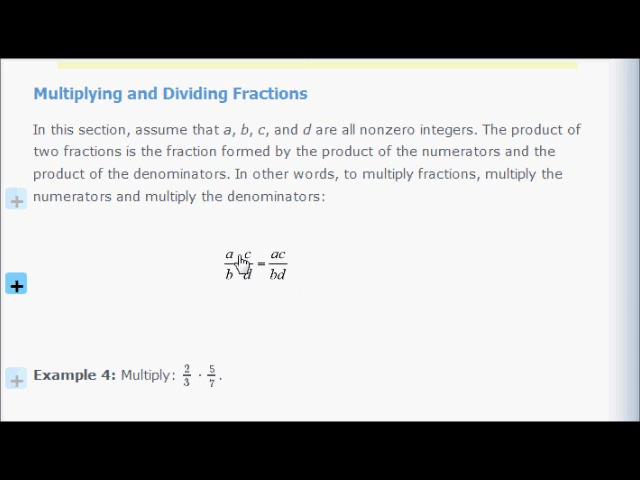 Multiplying and Dividing Fractions
In this section, assume that a, b, c, and d are all nonzero integers. The product of
two fractions is the fraction formed by the product of the numerators and the
product of the denominators. In other words, to multiply fractions, multiply the
numerators and multiply the denominators:
a/b c/d = ac/bd
Example 4: Multiply: 2/3 · 5/7.